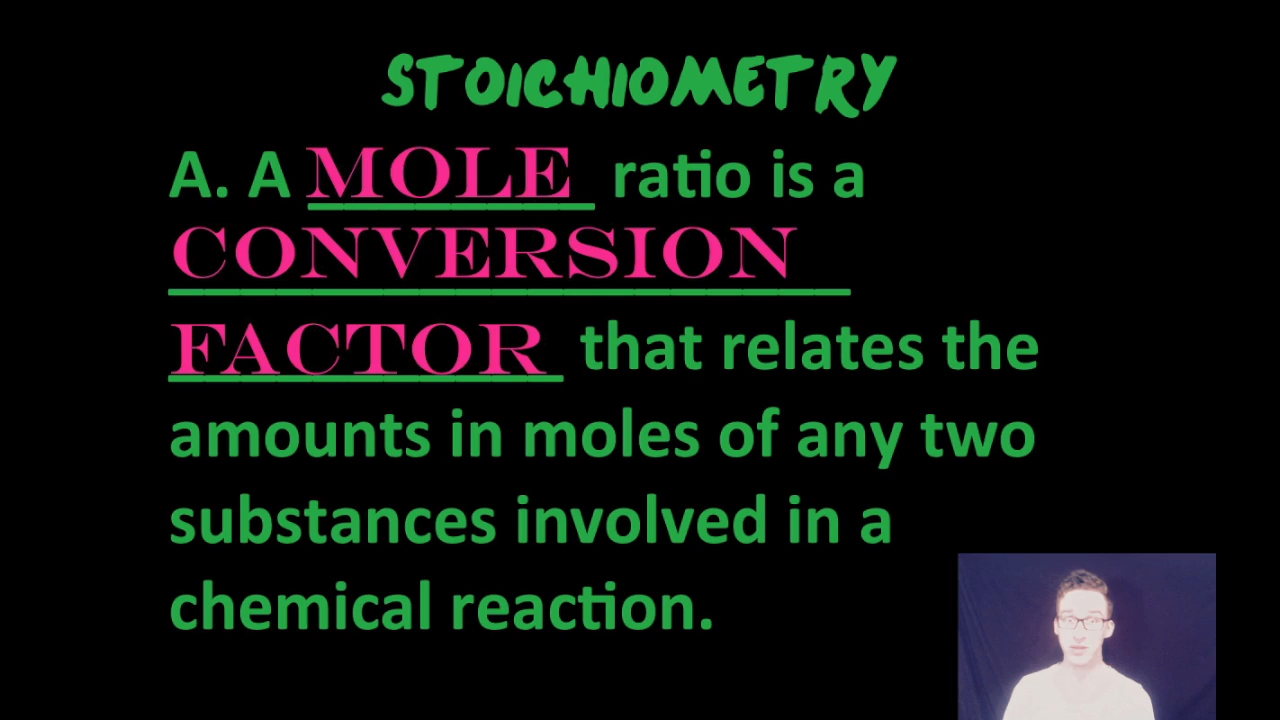 STOICHIOMETRY
A. A MOLE ratio is a
CONVERSION
FACTOR that relates the
amounts in moles of any two
substances involved in a
chemical reaction.